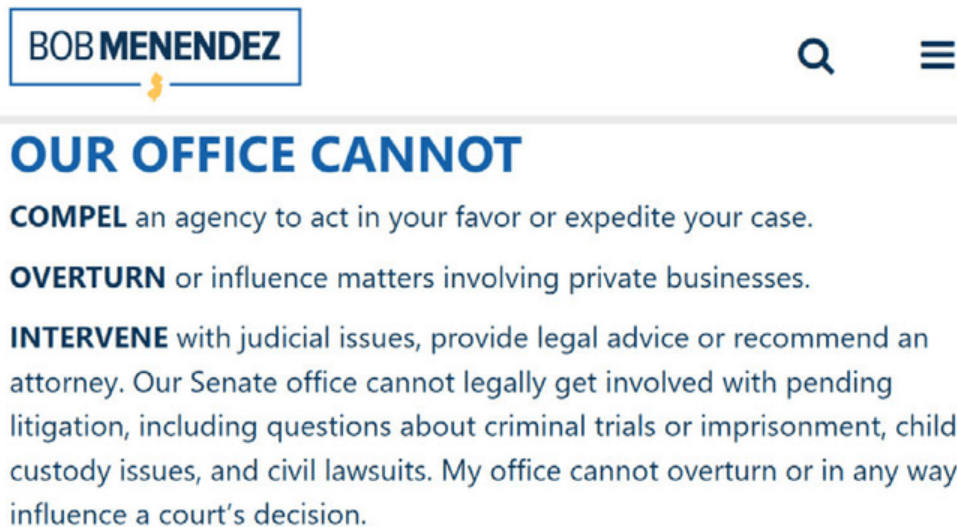 BOB MENENDEZ
OUR OFFICE CANNOT
COMPEL an agency to act in your favor or expedite your case.
OVERTURN or influence matters involving private businesses.
INTERVENE with judicial issues, provide legal advice or recommend an
attorney. Our Senate office cannot legally get involved with pending
litigation, including questions about criminal trials or imprisonment, child
custody issues, and civil lawsuits. My office cannot overturn or in any way
influence a court's decision.